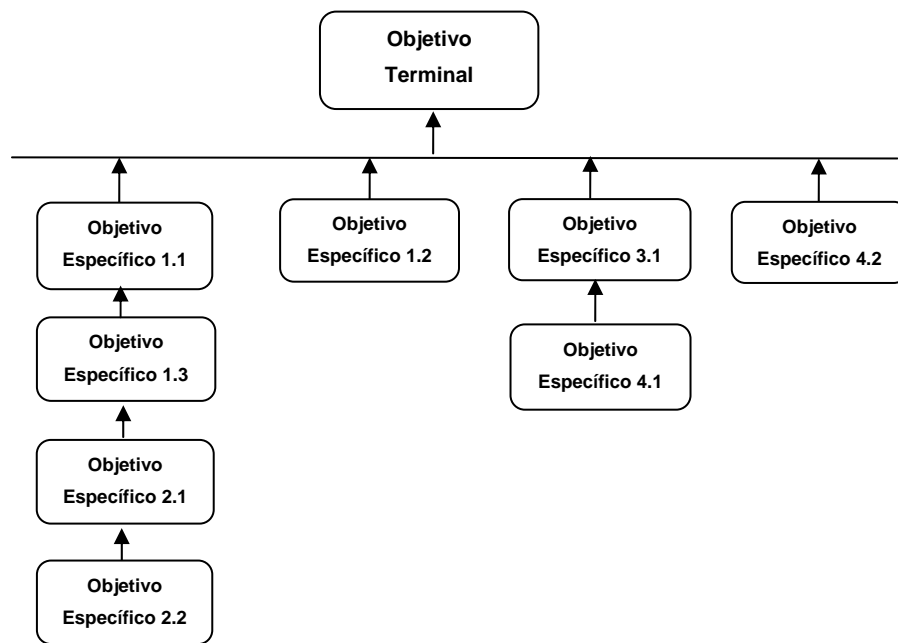 Objetivo
Terminal
Objetivo
Específico 1.1
Objetivo
Específico 1.2
Objetivo
Específico 3.1
Objetivo
Específico 4.2
Objetivo
Específico 1.3
Objetivo
Específico 4.1
Objetivo
Específico 2.1
Objetivo
Específico 2.2